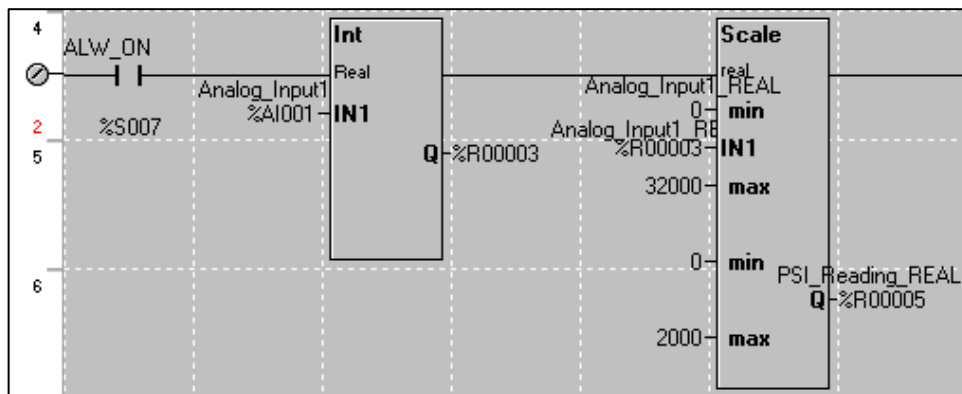 4
ALW_ON
%S007
2
5
6
Int
Real
Analog_Input1
%AI001
IN1
Q
%R00003
Scale
real
Analog_Input1_REAL
0
min
Analog_Input1_RE
%R00003
IN1
32000
max
0
min
PSI_Reading_REAL
Q
%R00005
2000
max